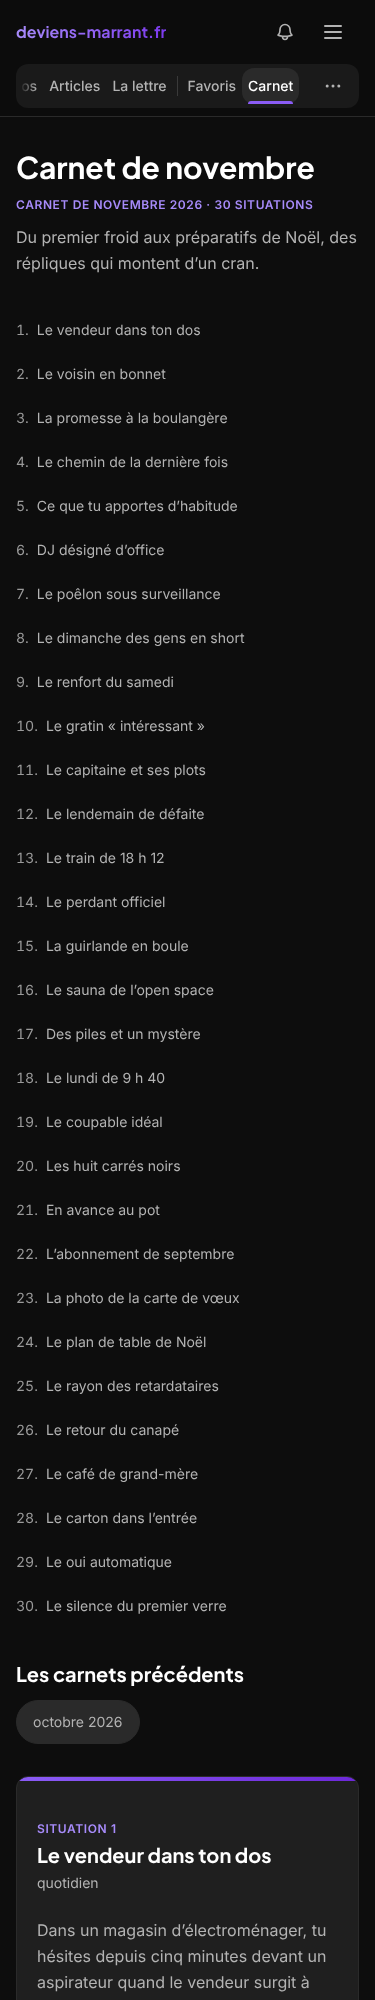 deviens-marrant.fr
os Articles La lettre Favoris Carnet
Carnet de novembre
CARNET DE NOVEMBRE 2026 · 30 SITUATIONS
Du premier froid aux préparatifs de Noël, des
répliques qui montent d’un cran.
1. Le vendeur dans ton dos
2. Le voisin en bonnet
3. La promesse à la boulangère
4. Le chemin de la dernière fois
5. Ce que tu apportes d’habitude
6. DJ désigné d’office
7. Le poêlon sous surveillance
8. Le dimanche des gens en short
9. Le renfort du samedi
10. Le gratin « intéressant »
11. Le capitaine et ses plots
12. Le lendemain de défaite
13. Le train de 18 h 12
14. Le perdant officiel
15. La guirlande en boule
16. Le sauna de l’open space
17. Des piles et un mystère
18. Le lundi de 9 h 40
19. Le coupable idéal
20. Les huit carrés noirs
21. En avance au pot
22. L’abonnement de septembre
23. La photo de la carte de vœux
24. Le plan de table de Noël
25. Le rayon des retardataires
26. Le retour du canapé
27. Le café de grand-mère
28. Le carton dans l’entrée
29. Le oui automatique
30. Le silence du premier verre
Les carnets précédents
octobre 2026
SITUATION 1
Le vendeur dans ton dos
quotidien
Dans un magasin d’électroménager, tu
hésites depuis cinq minutes devant un
aspirateur quand le vendeur surgit à